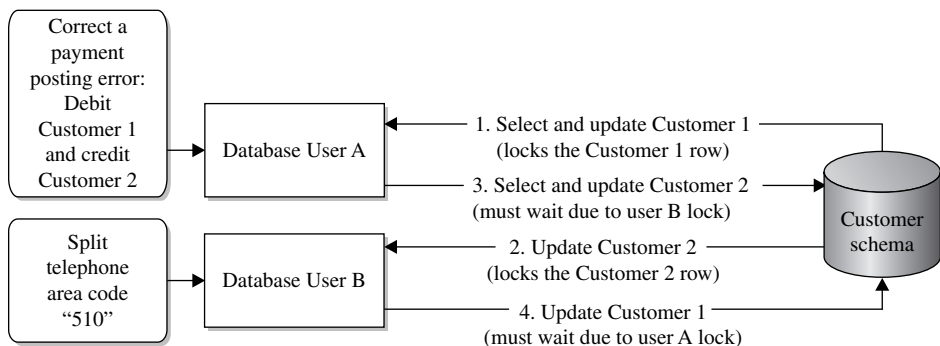 Correct a
payment
posting error:
Debit
Customer 1
and credit
Customer 2
Database User A
1. Select and update Customer 1
(locks the Customer 1 row)
3. Select and update Customer 2
(must wait due to user B lock)
Customer
schema
Split
telephone
area code
“510”
Database User B
2. Update Customer 2
(locks the Customer 2 row)
4. Update Customer 1
(must wait due to user A lock)